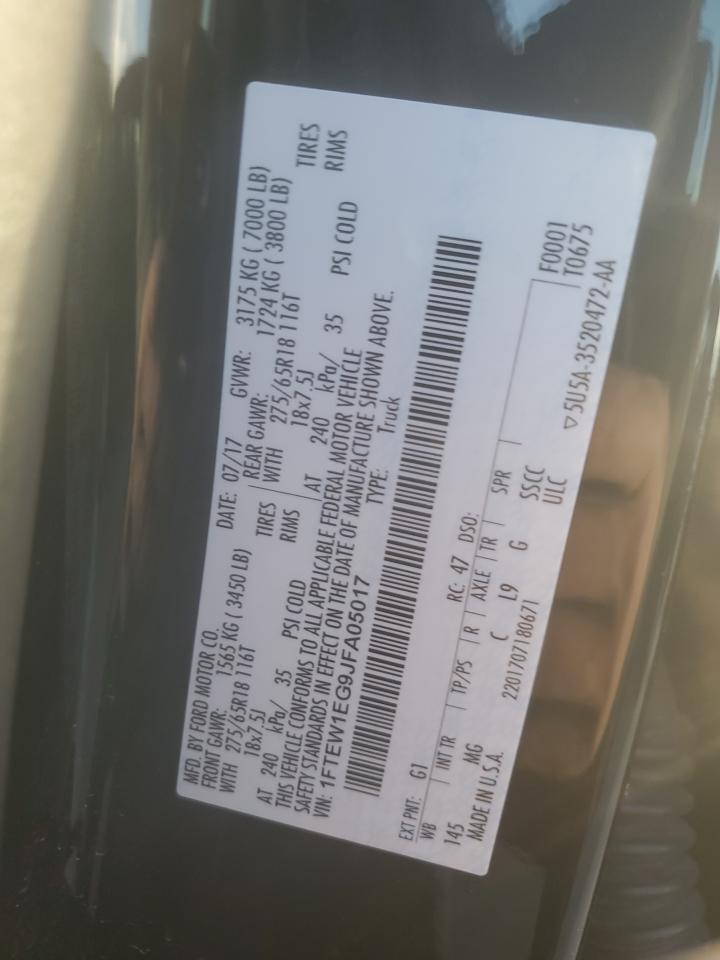 MFD. BY FORD MOTOR CO. DATE: 07/17 GVWR: 3175 KG ( 7000 LB)
FRONT GAWR: 1565 KG ( 3450 LB) REAR GAWR: 1724 KG ( 3800 LB)
WITH 275/65R18 116T TIRES WITH 275/65R18 116T TIRES
18x7.5J RIMS 18x7.5J RIMS
AT 240 kPa/ 35 PSI COLD AT 240 kPa/ 35 PSI COLD
THIS VEHICLE CONFORMS TO ALL APPLICABLE FEDERAL MOTOR VEHICLE
SAFETY STANDARDS IN EFFECT ON THE DATE OF MANUFACTURE SHOWN ABOVE.
VIN: 1FTEW1EG9JFA05017 TYPE: Truck
EXT PNT: G1 RC: 47 DSO:
WB INT TR TP/PS R AXLE TR SPR F0001
145 MG C L9 G T0675
MADE IN U.S.A. SSCC
2201707180671 ULC ▽5U5A-3520472-AA